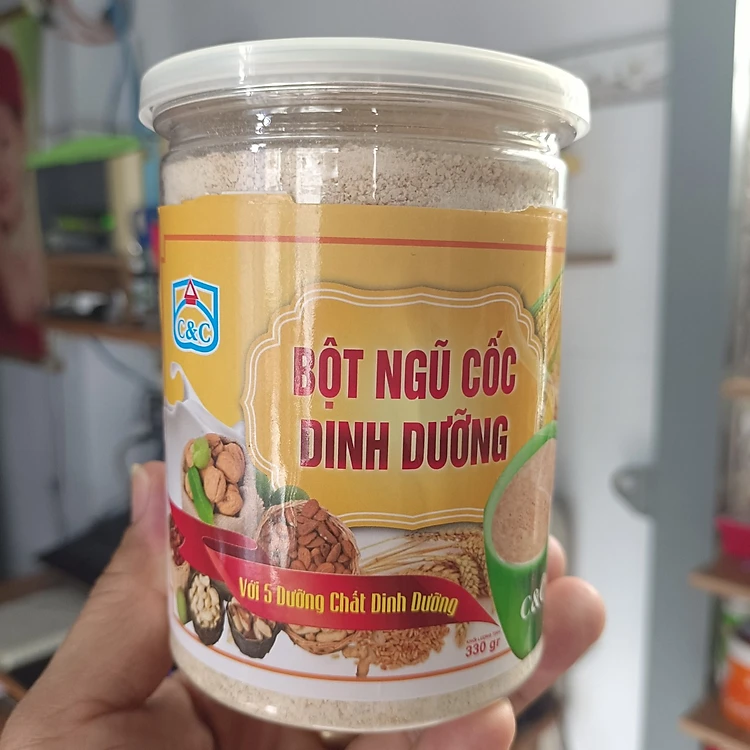 C&C
BỘT NGŨ CỐC
DINH DƯỠNG
Với 5 Dưỡng Chất Dinh Dưỡng
330 gr